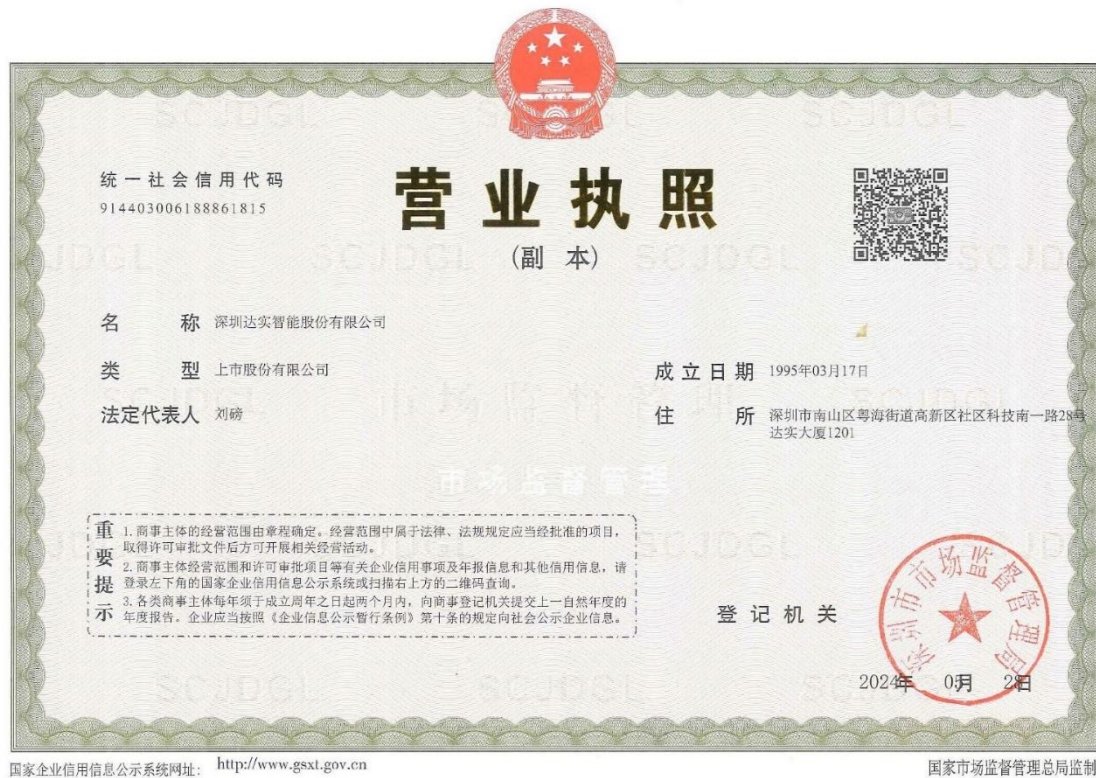 统一社会信用代码
914403006188861815
营业执照
(副 本)
名 称 深圳达实智能股份有限公司
类 型 上市股份有限公司
法定代表人 刘磅
成立日期 1995年03月17日
住 所 深圳市南山区粤海街道高新区社区科技南一路28号
达实大厦1201
市场监督管理
市场监督管理
重要提示
1. 商事主体的经营范围由章程确定。经营范围中属于法律、法规规定应当经批准的项目，
取得许可审批文件后方可开展相关经营活动。
2. 商事主体经营范围和许可审批项目等有关企业信用事项及年报信息和其他信用信息，请
登录左下角的国家企业信用信息公示系统或扫描右上方的二维码查询。
3. 各类商事主体每年须于成立周年之日起两个月内，向商事登记机关提交上一自然年度的
年度报告。企业应当按照《企业信息公示暂行条例》第十条的规定向社会公示企业信息。
登记机关
深圳市市场监督管理局
2024年 05月 28日
国家企业信用信息公示系统网址： http://www.gsxt.gov.cn
国家市场监督管理总局监制
SCJDGL